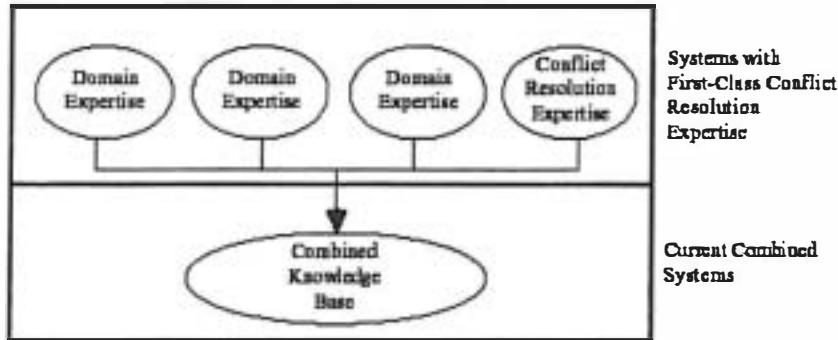 Domain
Expertise
Domain
Expertise
Domain
Expertise
Conflict
Resolution
Expertise
Systems with
First-Class Conflict
Resolution
Expertise
Combined
Knowledge
Base
Current Combined
Systems